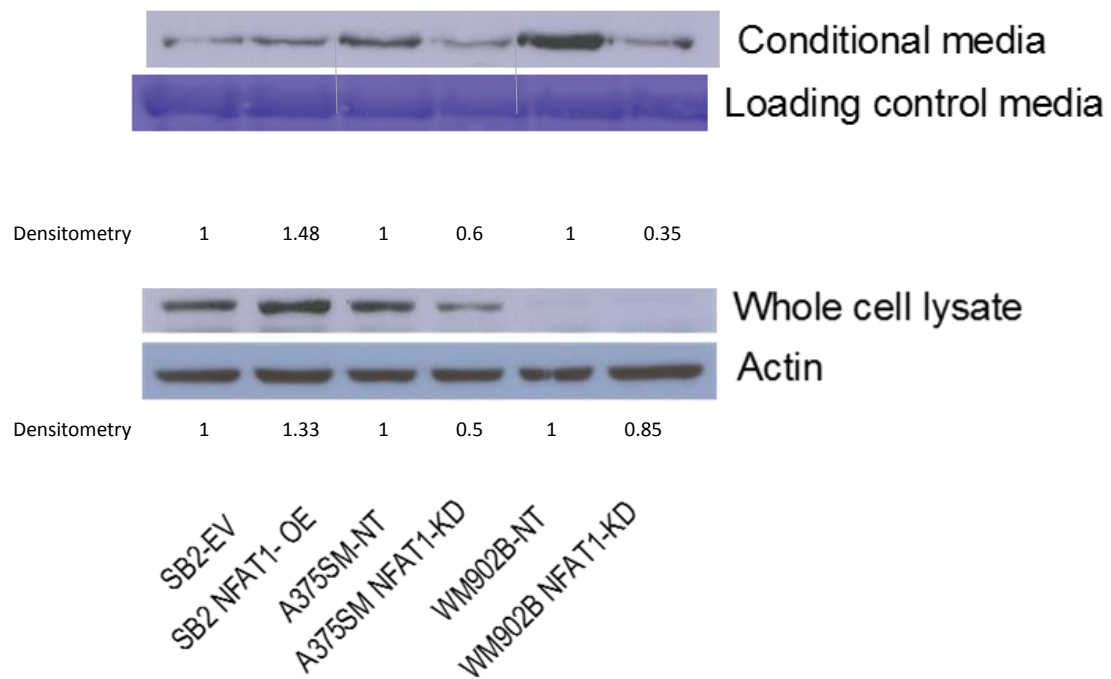 Conditional media
Loading control media
Densitometry 1 1.48 1 0.6 1 0.35
Whole cell lysate
Actin
Densitometry 1 1.33 1 0.5 1 0.85
SB2-EV
SB2 NFAT1- OE
A375SM-NT
A375SM NFAT1-KD
WM902B-NT
WM902B NFAT1-KD